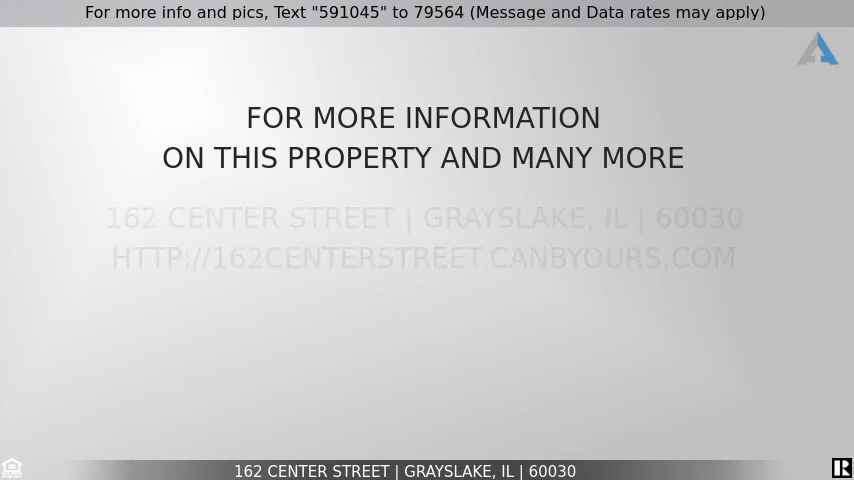 For more info and pics, Text "591045" to 79564 (Message and Data rates may apply)
FOR MORE INFORMATION
ON THIS PROPERTY AND MANY MORE
162 CENTER STREET | GRAYSLAKE, IL | 60030
HTTP://162CENTERSTREET.CANBYOURS.COM
162 CENTER STREET | GRAYSLAKE, IL | 60030